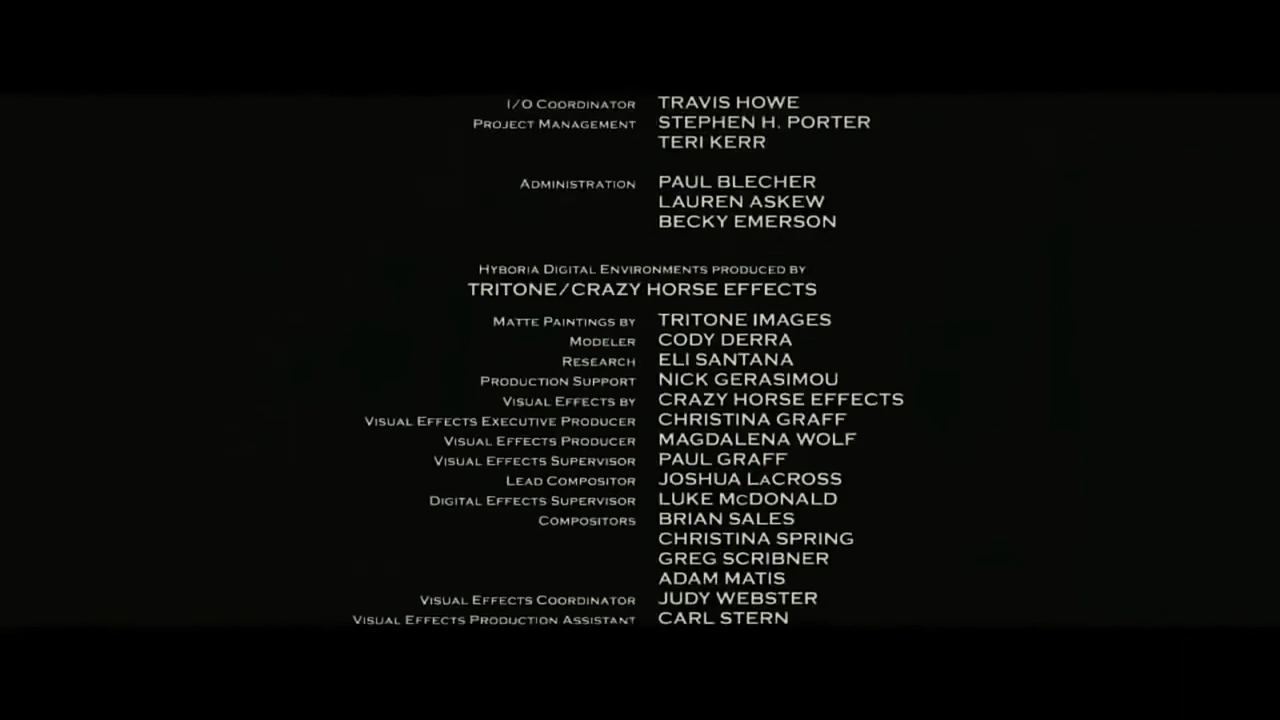 I/O COORDINATOR TRAVIS HOWE
PROJECT MANAGEMENT STEPHEN H. PORTER
TERI KERR
ADMINISTRATION PAUL BLECHER
LAUREN ASKEW
BECKY EMERSON
HYBORIA DIGITAL ENVIRONMENTS PRODUCED BY
TRITONE/CRAZY HORSE EFFECTS
MATTE PAINTINGS BY TRITONE IMAGES
MODELER CODY DERRA
RESEARCH ELI SANTANA
PRODUCTION SUPPORT NICK GERASIMOU
VISUAL EFFECTS BY CRAZY HORSE EFFECTS
VISUAL EFFECTS EXECUTIVE PRODUCER CHRISTINA GRAFF
VISUAL EFFECTS PRODUCER MAGDALENA WOLF
VISUAL EFFECTS SUPERVISOR PAUL GRAFF
LEAD COMPOSITOR JOSHUA LACROSS
DIGITAL EFFECTS SUPERVISOR LUKE MCDONALD
COMPOSITORS BRIAN SALES
CHRISTINA SPRING
GREG SCRIBNER
ADAM MATIS
VISUAL EFFECTS COORDINATOR JUDY WEBSTER
VISUAL EFFECTS PRODUCTION ASSISTANT CARL STERN